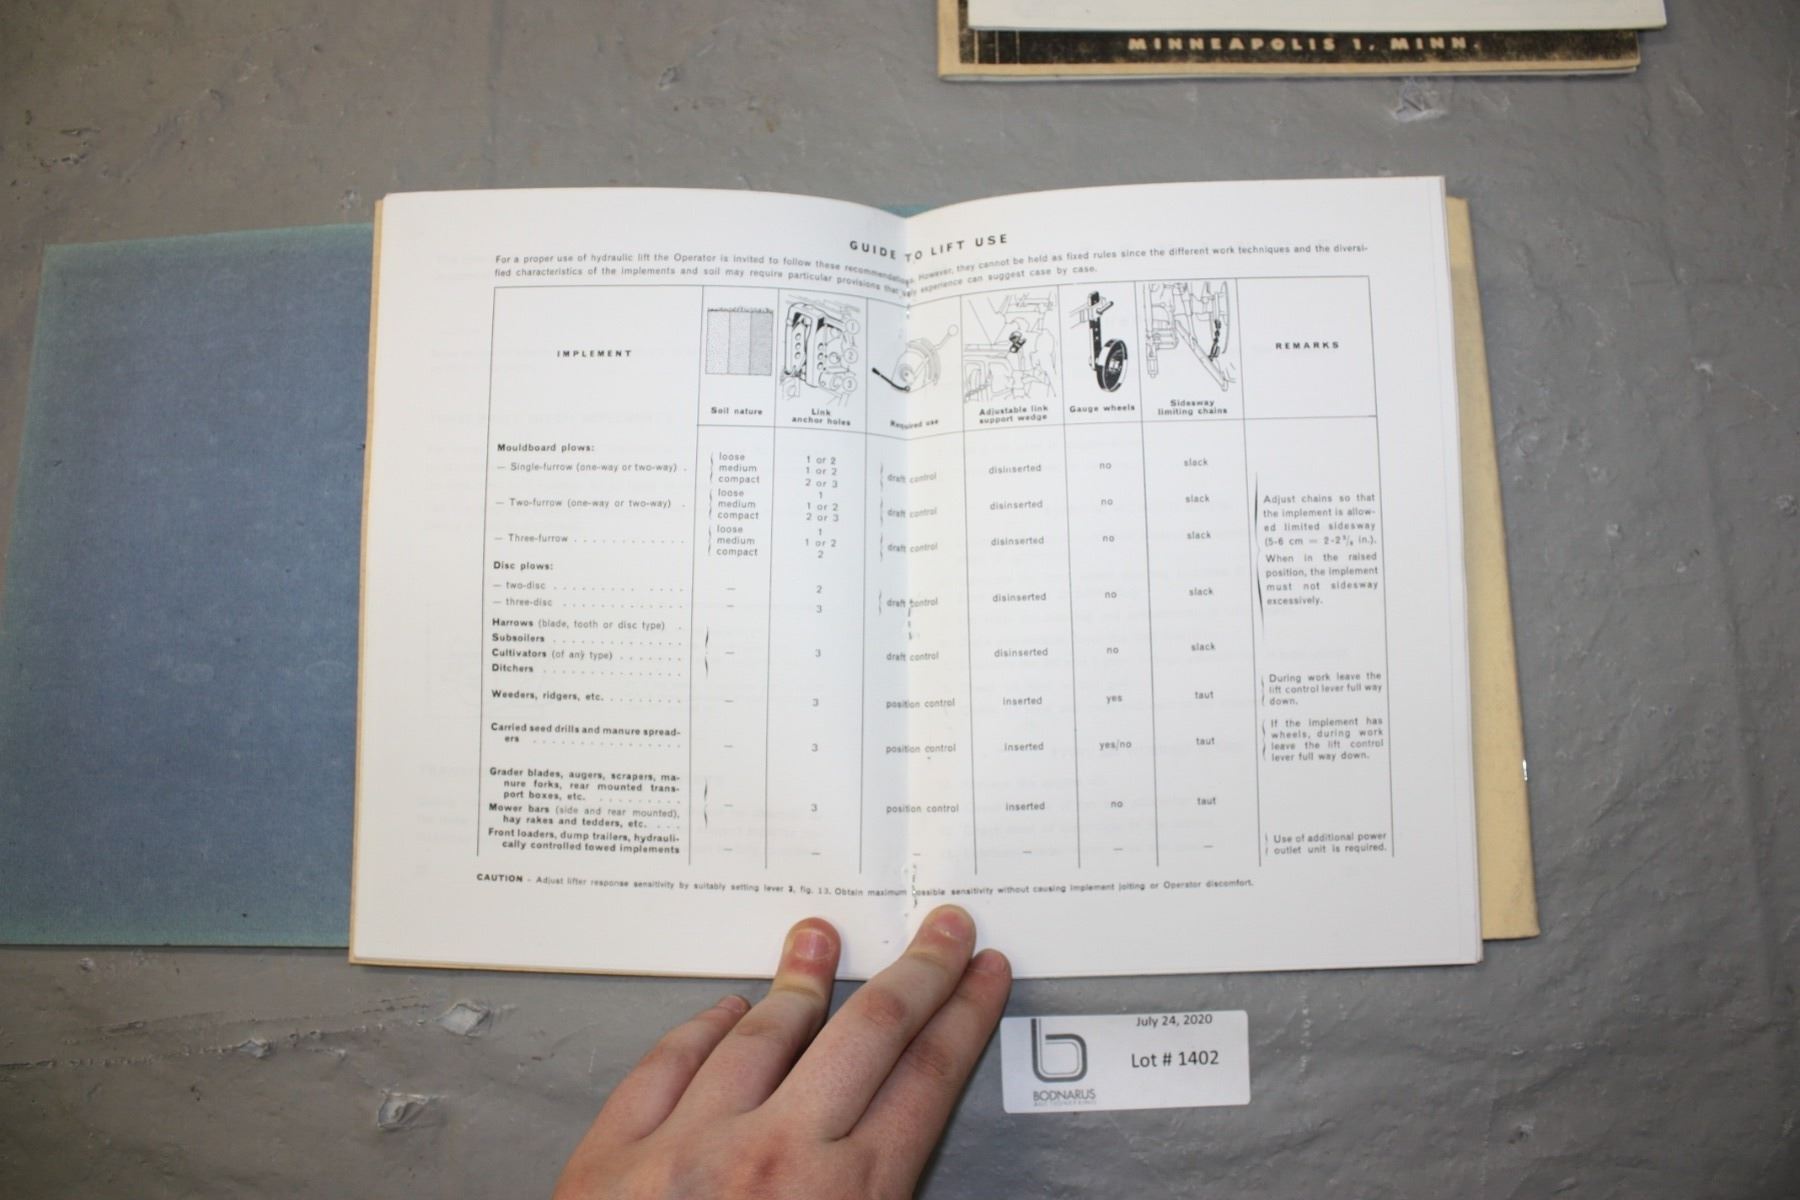 MINNEAPOLIS 1, MINN.
GUIDE TO LIFT USE
For a proper use of hydraulic lift the Operator is invited to follow these recommendations. However, they cannot be held as fixed rules since the different work techniques and the diversi-
fied characteristics of the implements and soil may require particular provisions that only experience can suggest case by case.
IMPLEMENT
Soil nature
Link
anchor holes
1
2
3
Required use
Adjustable link
support wedge
Gauge wheels
Sidesway
limiting chains
REMARKS
Mouldboard plows:
— Single-furrow (one-way or two-way) .
loose
medium
compact
1 or 2
1 or 2
2 or 3
draft control
disinserted
no
slack
— Two-furrow (one-way or two-way) .
loose
medium
compact
1
1 or 2
2 or 3
draft control
disinserted
no
slack
— Three-furrow . . . . . . . . . . .
loose
medium
compact
1
1 or 2
2
draft control
disinserted
no
slack
Adjust chains so that
the implement is allow-
ed limited sidesway
(5-6 cm = 2-2³/₈ in.).
When in the raised
position, the implement
must not sidesway
excessively.
Disc plows:
— two-disc . . . . . . . . . . . .
— 2
— three-disc . . . . . . . . . . . .
— 3
draft control
disinserted
no
slack
Harrows (blade, tooth or disc type) .
Subsoilers . . . . . . . . . . . . .
Cultivators (of any type) . . . . . . .
Ditchers . . . . . . . . . . . . . .
— 3 draft control disinserted no slack
Weeders, ridgers, etc. . . . . . . . .
— 3 position control inserted yes taut
During work leave the
lift control lever full way
down.
Carried seed drills and manure spread-
ers . . . . . . . . . . . . . . .
— 3 position control inserted yes/no taut
If the implement has
wheels, during work
leave the lift control
lever full way down.
Grader blades, augers, scrapers, ma-
nure forks, rear mounted trans-
port boxes, etc. . . . . . . . . .
Mower bars (side and rear mounted),
hay rakes and tedders, etc. . . .
— 3 position control inserted no taut
Front loaders, dump trailers, hydrauli-
cally controlled towed implements
— — — — — —
Use of additional power
outlet unit is required.
CAUTION - Adjust lifter response sensitivity by suitably setting lever 3, fig. 13. Obtain maximum possible sensitivity without causing implement jolting or Operator discomfort.
July 24, 2020
Lot # 1402
BODNARUS
AUCTIONEERING